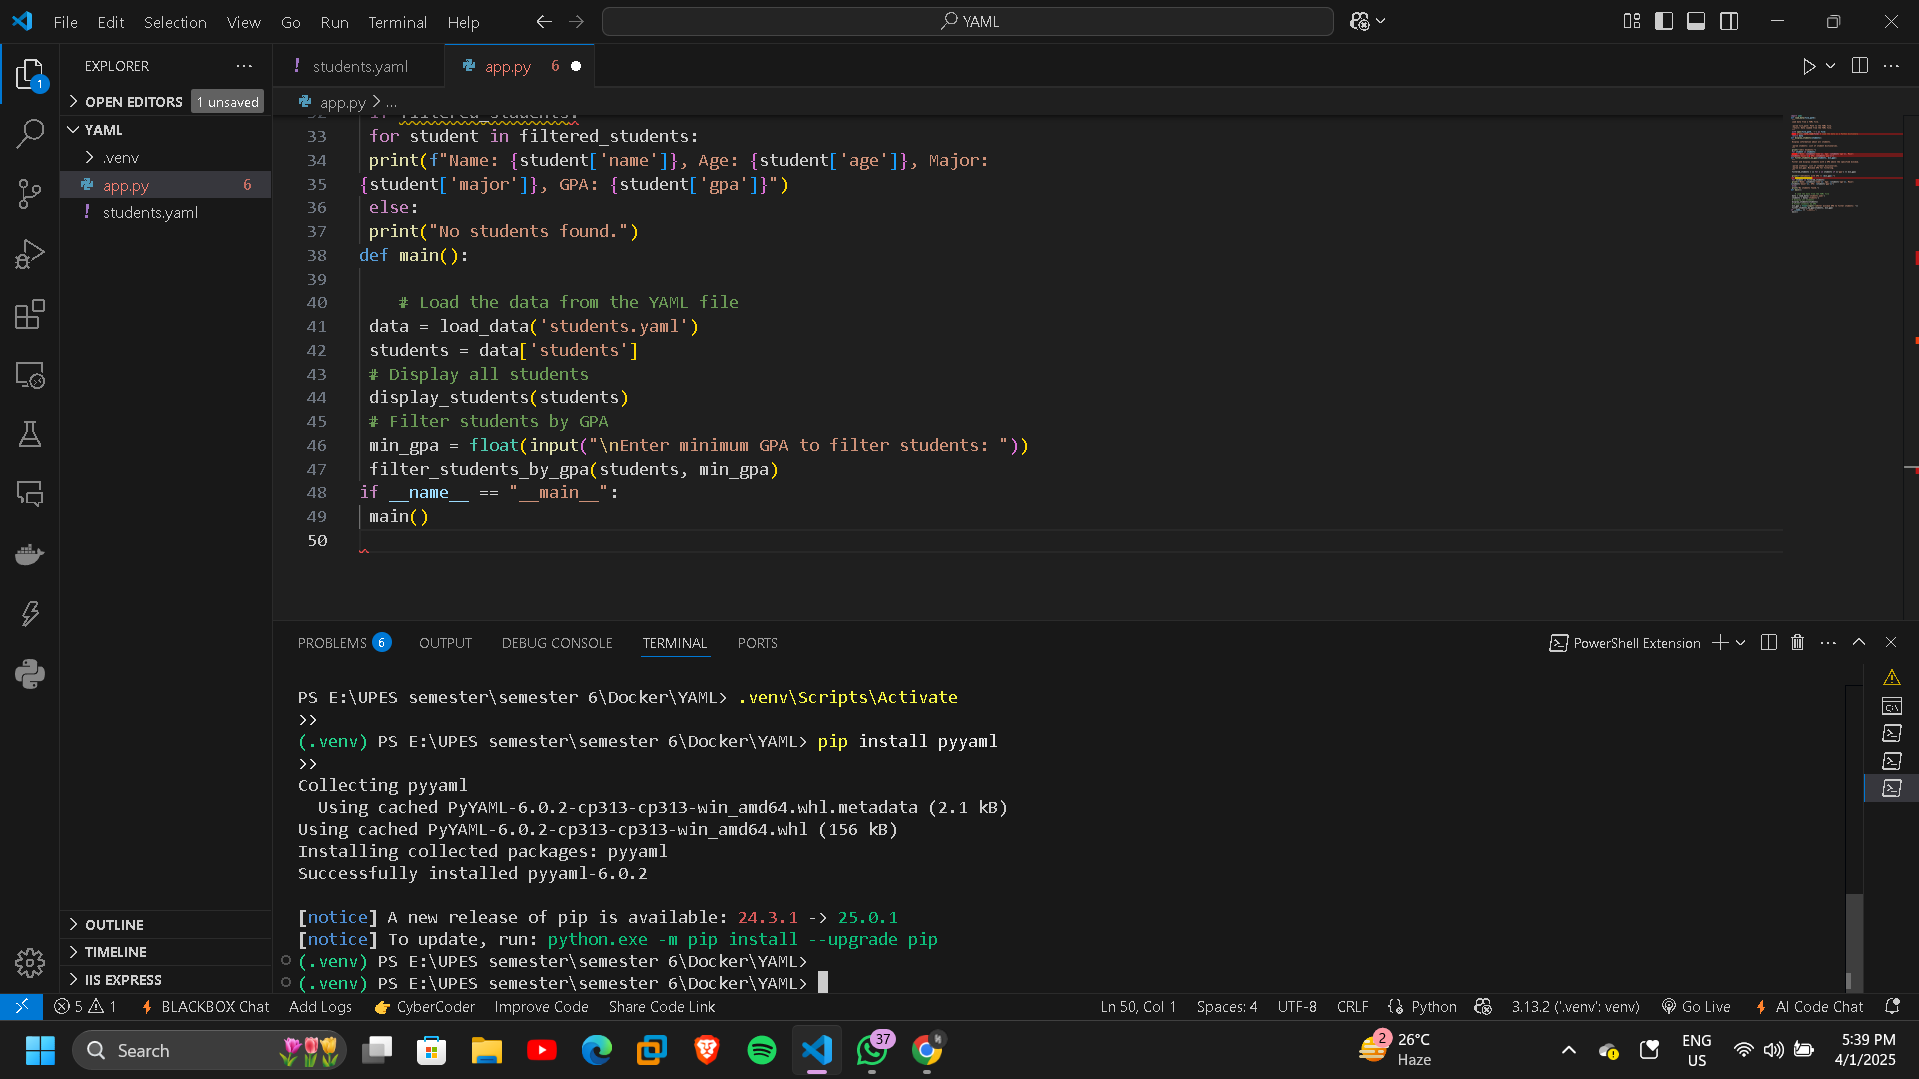 File Edit Selection View Go Run Terminal Help YAML
EXPLORER
OPEN EDITORS 1 unsaved
YAML
.venv
app.py 6
students.yaml
OUTLINE
TIMELINE
IIS EXPRESS
1
students.yaml app.py 6
app.py > ...
32 if filtered_students:
33 for student in filtered_students:
34 print(f"Name: {student['name']}, Age: {student['age']}, Major:
35 {student['major']}, GPA: {student['gpa']}")
36 else:
37 print("No students found.")
38 def main():
39
40 # Load the data from the YAML file
41 data = load_data('students.yaml')
42 students = data['students']
43 # Display all students
44 display_students(students)
45 # Filter students by GPA
46 min_gpa = float(input("\nEnter minimum GPA to filter students: "))
47 filter_students_by_gpa(students, min_gpa)
48 if __name__ == "__main__":
49 main()
50
PROBLEMS 6 OUTPUT DEBUG CONSOLE TERMINAL PORTS PowerShell Extension
PS E:\UPES semester\semester 6\Docker\YAML> .venv\Scripts\Activate
>>
(.venv) PS E:\UPES semester\semester 6\Docker\YAML> pip install pyyaml
>>
Collecting pyyaml
Using cached PyYAML-6.0.2-cp313-cp313-win_amd64.whl.metadata (2.1 kB)
Using cached PyYAML-6.0.2-cp313-cp313-win_amd64.whl (156 kB)
Installing collected packages: pyyaml
Successfully installed pyyaml-6.0.2
[notice] A new release of pip is available: 24.3.1 -> 25.0.1
[notice] To update, run: python.exe -m pip install --upgrade pip
(.venv) PS E:\UPES semester\semester 6\Docker\YAML>
(.venv) PS E:\UPES semester\semester 6\Docker\YAML>
5 1 BLACKBOX Chat Add Logs CyberCoder Improve Code Share Code Link Ln 50, Col 1 Spaces: 4 UTF-8 CRLF Python 3.13.2 ('.venv': venv) Go Live AI Code Chat
Search 37 2 26°C ENG 5:39 PM
Haze US 4/1/2025